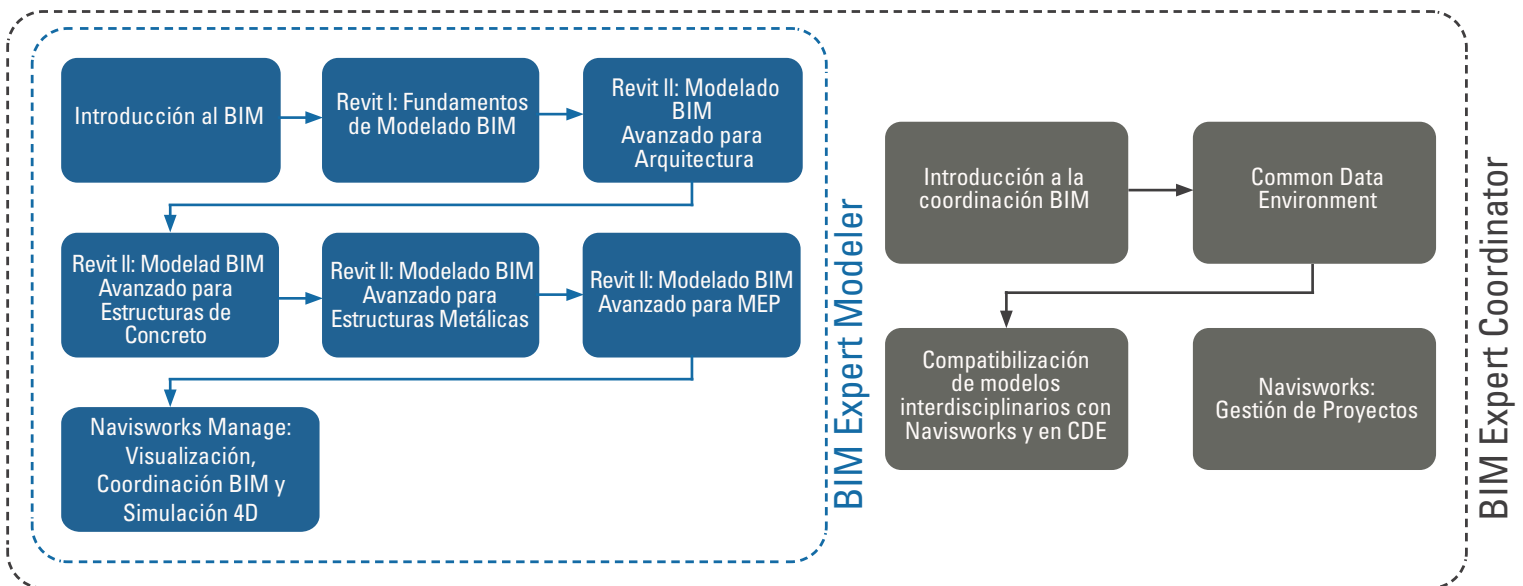 Introducción al BIM
Revit I: Fundamentos
de Modelado BIM
Revit II: Modelado
BIM
Avanzado para
Arquitectura
Revit II: Modelad BIM
Avanzado para
Estructuras de
Concreto
Revit II: Modelado BIM
Avanzado para
Estructuras Metálicas
Revit II: Modelado BIM
Avanzado para MEP
Navisworks Manage:
Visualización,
Coordinación BIM y
Simulación 4D
BIM Expert Modeler
Introducción a la
coordinación BIM
Common Data
Environment
Compatibilización
de modelos
interdisciplinarios con
Navisworks y en CDE
Navisworks:
Gestión de Proyectos
BIM Expert Coordinator